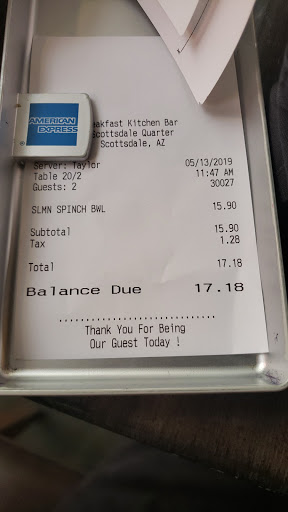 AMERICAN
EXPRESS
Kitchen Bar
Scottsdale Quarter
Scottsdale, AZ
Server: Taylor 05/13/2019
Table 20/2 11:47 AM
Guests: 2 30027
SLMN SPINCH BWL 15.90
Subtotal 15.90
Tax 1.28
Total 17.18
Balance Due 17.18
...............................
Thank You For Being
Our Guest Today !